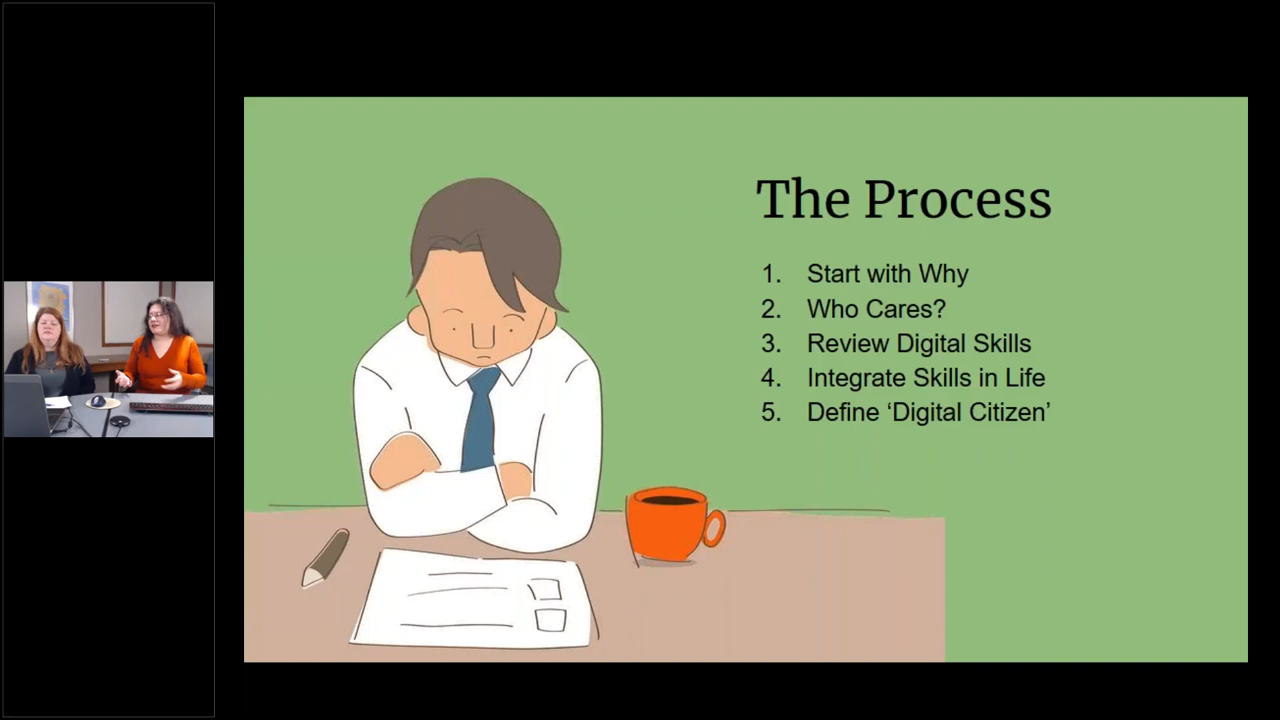 The Process
1. Start with Why
2. Who Cares?
3. Review Digital Skills
4. Integrate Skills in Life
5. Define ‘Digital Citizen’